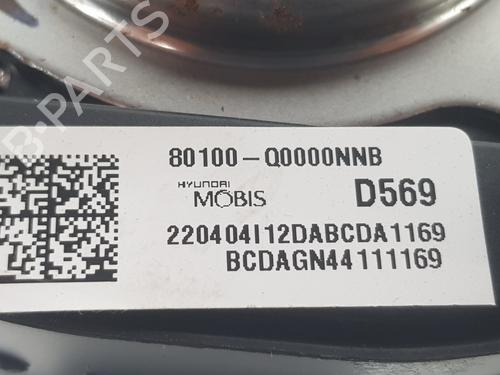 80100-Q0000NNB
HYUNDAI
MOBIS
D569
220404I12DABCDA1169
BCDAGN44111169
B-PARTS